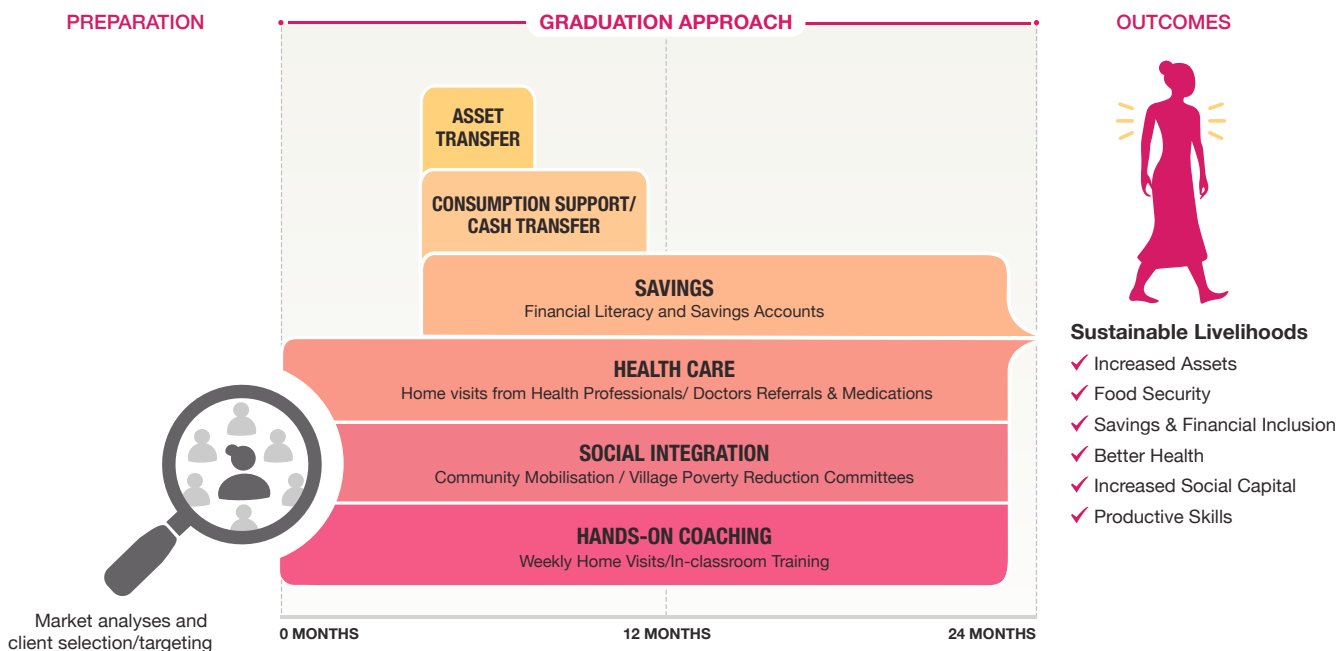 PREPARATION
GRADUATION APPROACH
OUTCOMES
ASSET
TRANSFER
CONSUMPTION SUPPORT/
CASH TRANSFER
SAVINGS
Financial Literacy and Savings Accounts
HEALTH CARE
Home visits from Health Professionals/ Doctors Referrals & Medications
SOCIAL INTEGRATION
Community Mobilisation / Village Poverty Reduction Committees
HANDS-ON COACHING
Weekly Home Visits/In-classroom Training
Market analyses and
client selection/targeting
0 MONTHS
12 MONTHS
24 MONTHS
Sustainable Livelihoods
Increased Assets
Food Security
Savings & Financial Inclusion
Better Health
Increased Social Capital
Productive Skills